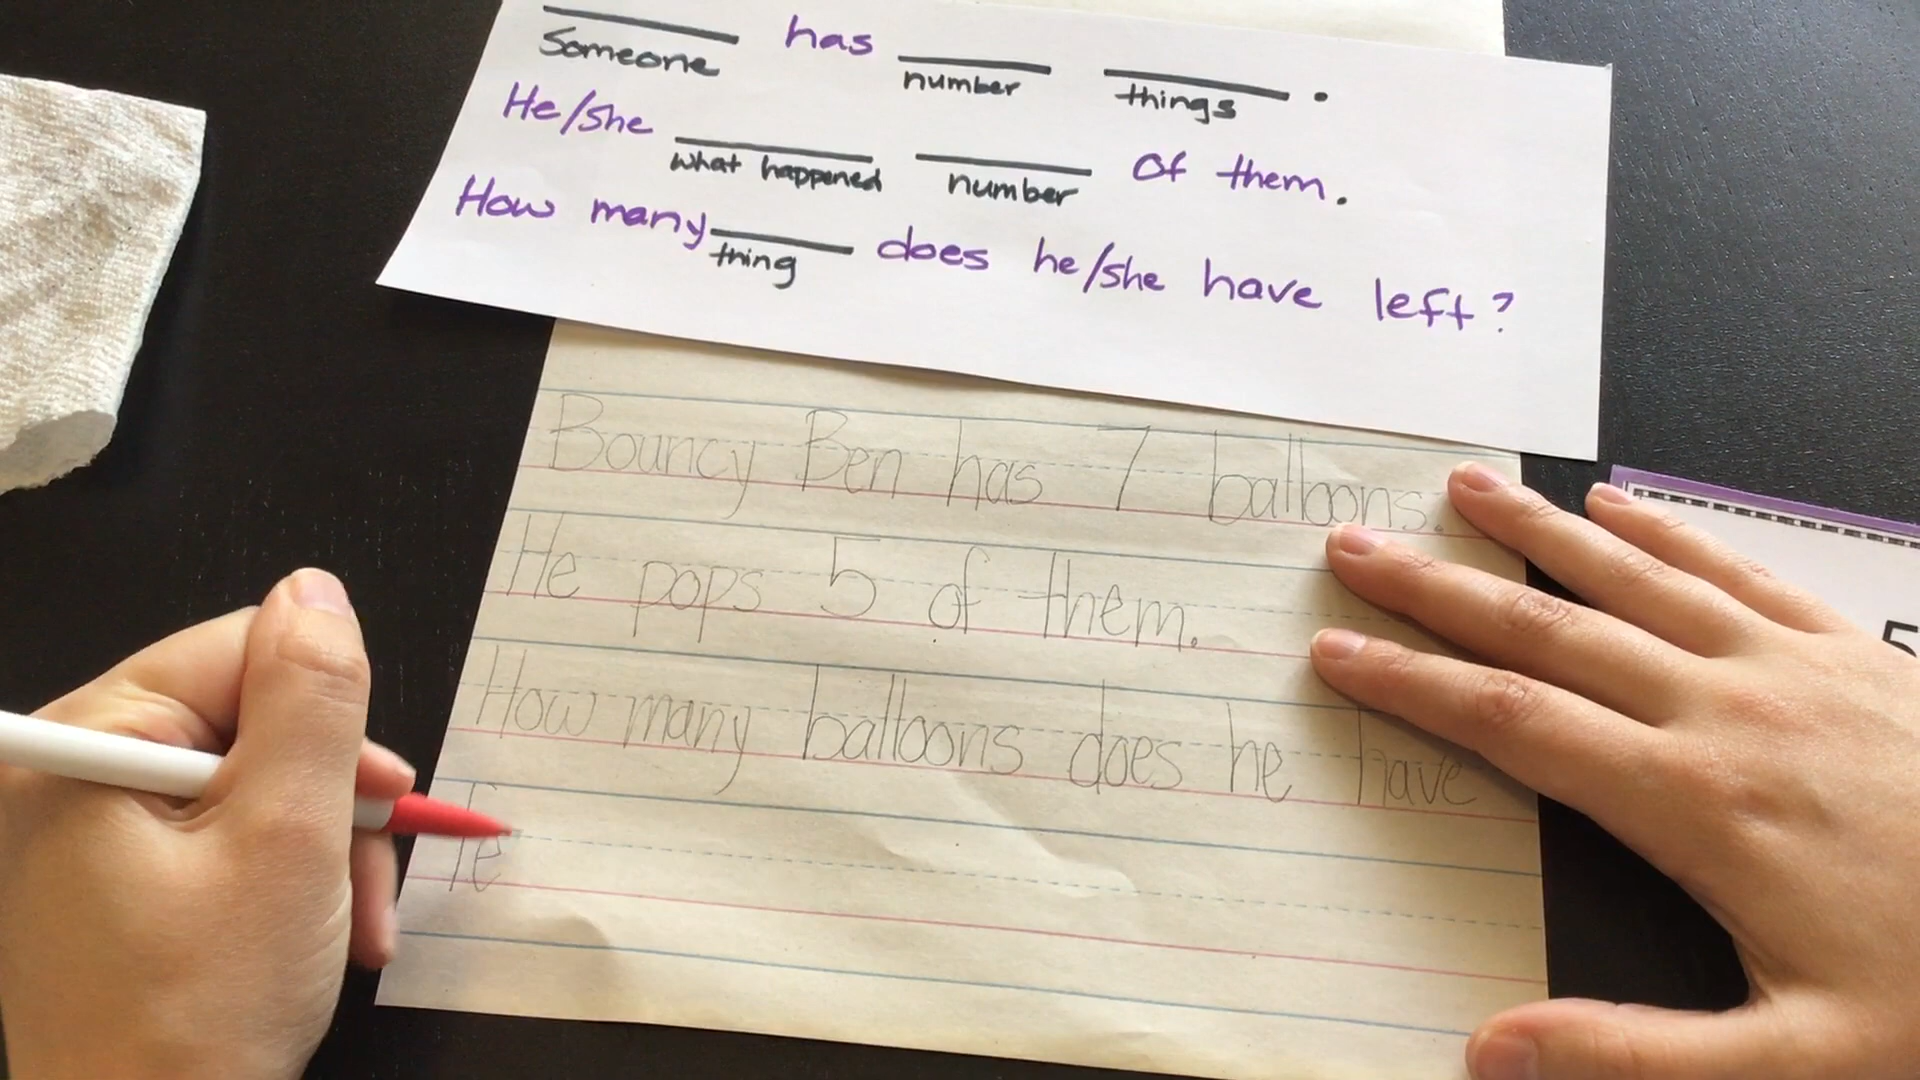 Someone has number things.
He/she what happened number of them.
How many thing does he/she have left?
Bouncy Ben has 7 balloons.
He pops 5 of them.
How many balloons does he have
le
5